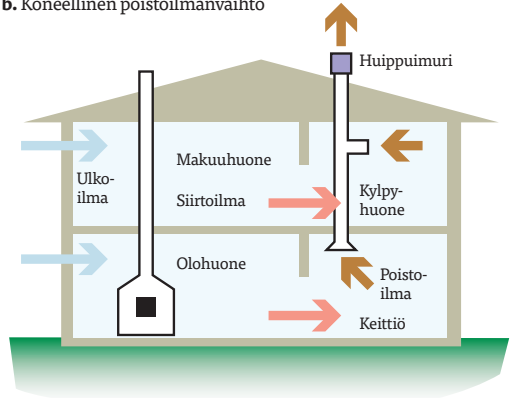 b. Koneellinen poistoilmanvaihto
Huippuimuri
Makuuhuone
Ulko-
ilma
Siirtoilma
Kylpy-
huone
Olohuone
Poisto-
ilma
Keittiö